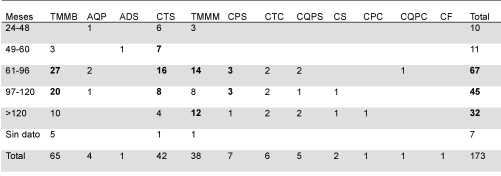 Meses TMMB AQP ADS CTS TMMM CPS CTC CQPS CS CPC CQPC CF Total
24-48 1 6 3 10
49-60 3 1 7 11
61-96 27 2 16 14 3 2 2 1 67
97-120 20 1 8 8 3 2 1 1 45
>120 10 4 12 1 2 2 1 1 32
Sin dato 5 1 1 7
Total 65 4 1 42 38 7 6 5 2 1 1 1 173